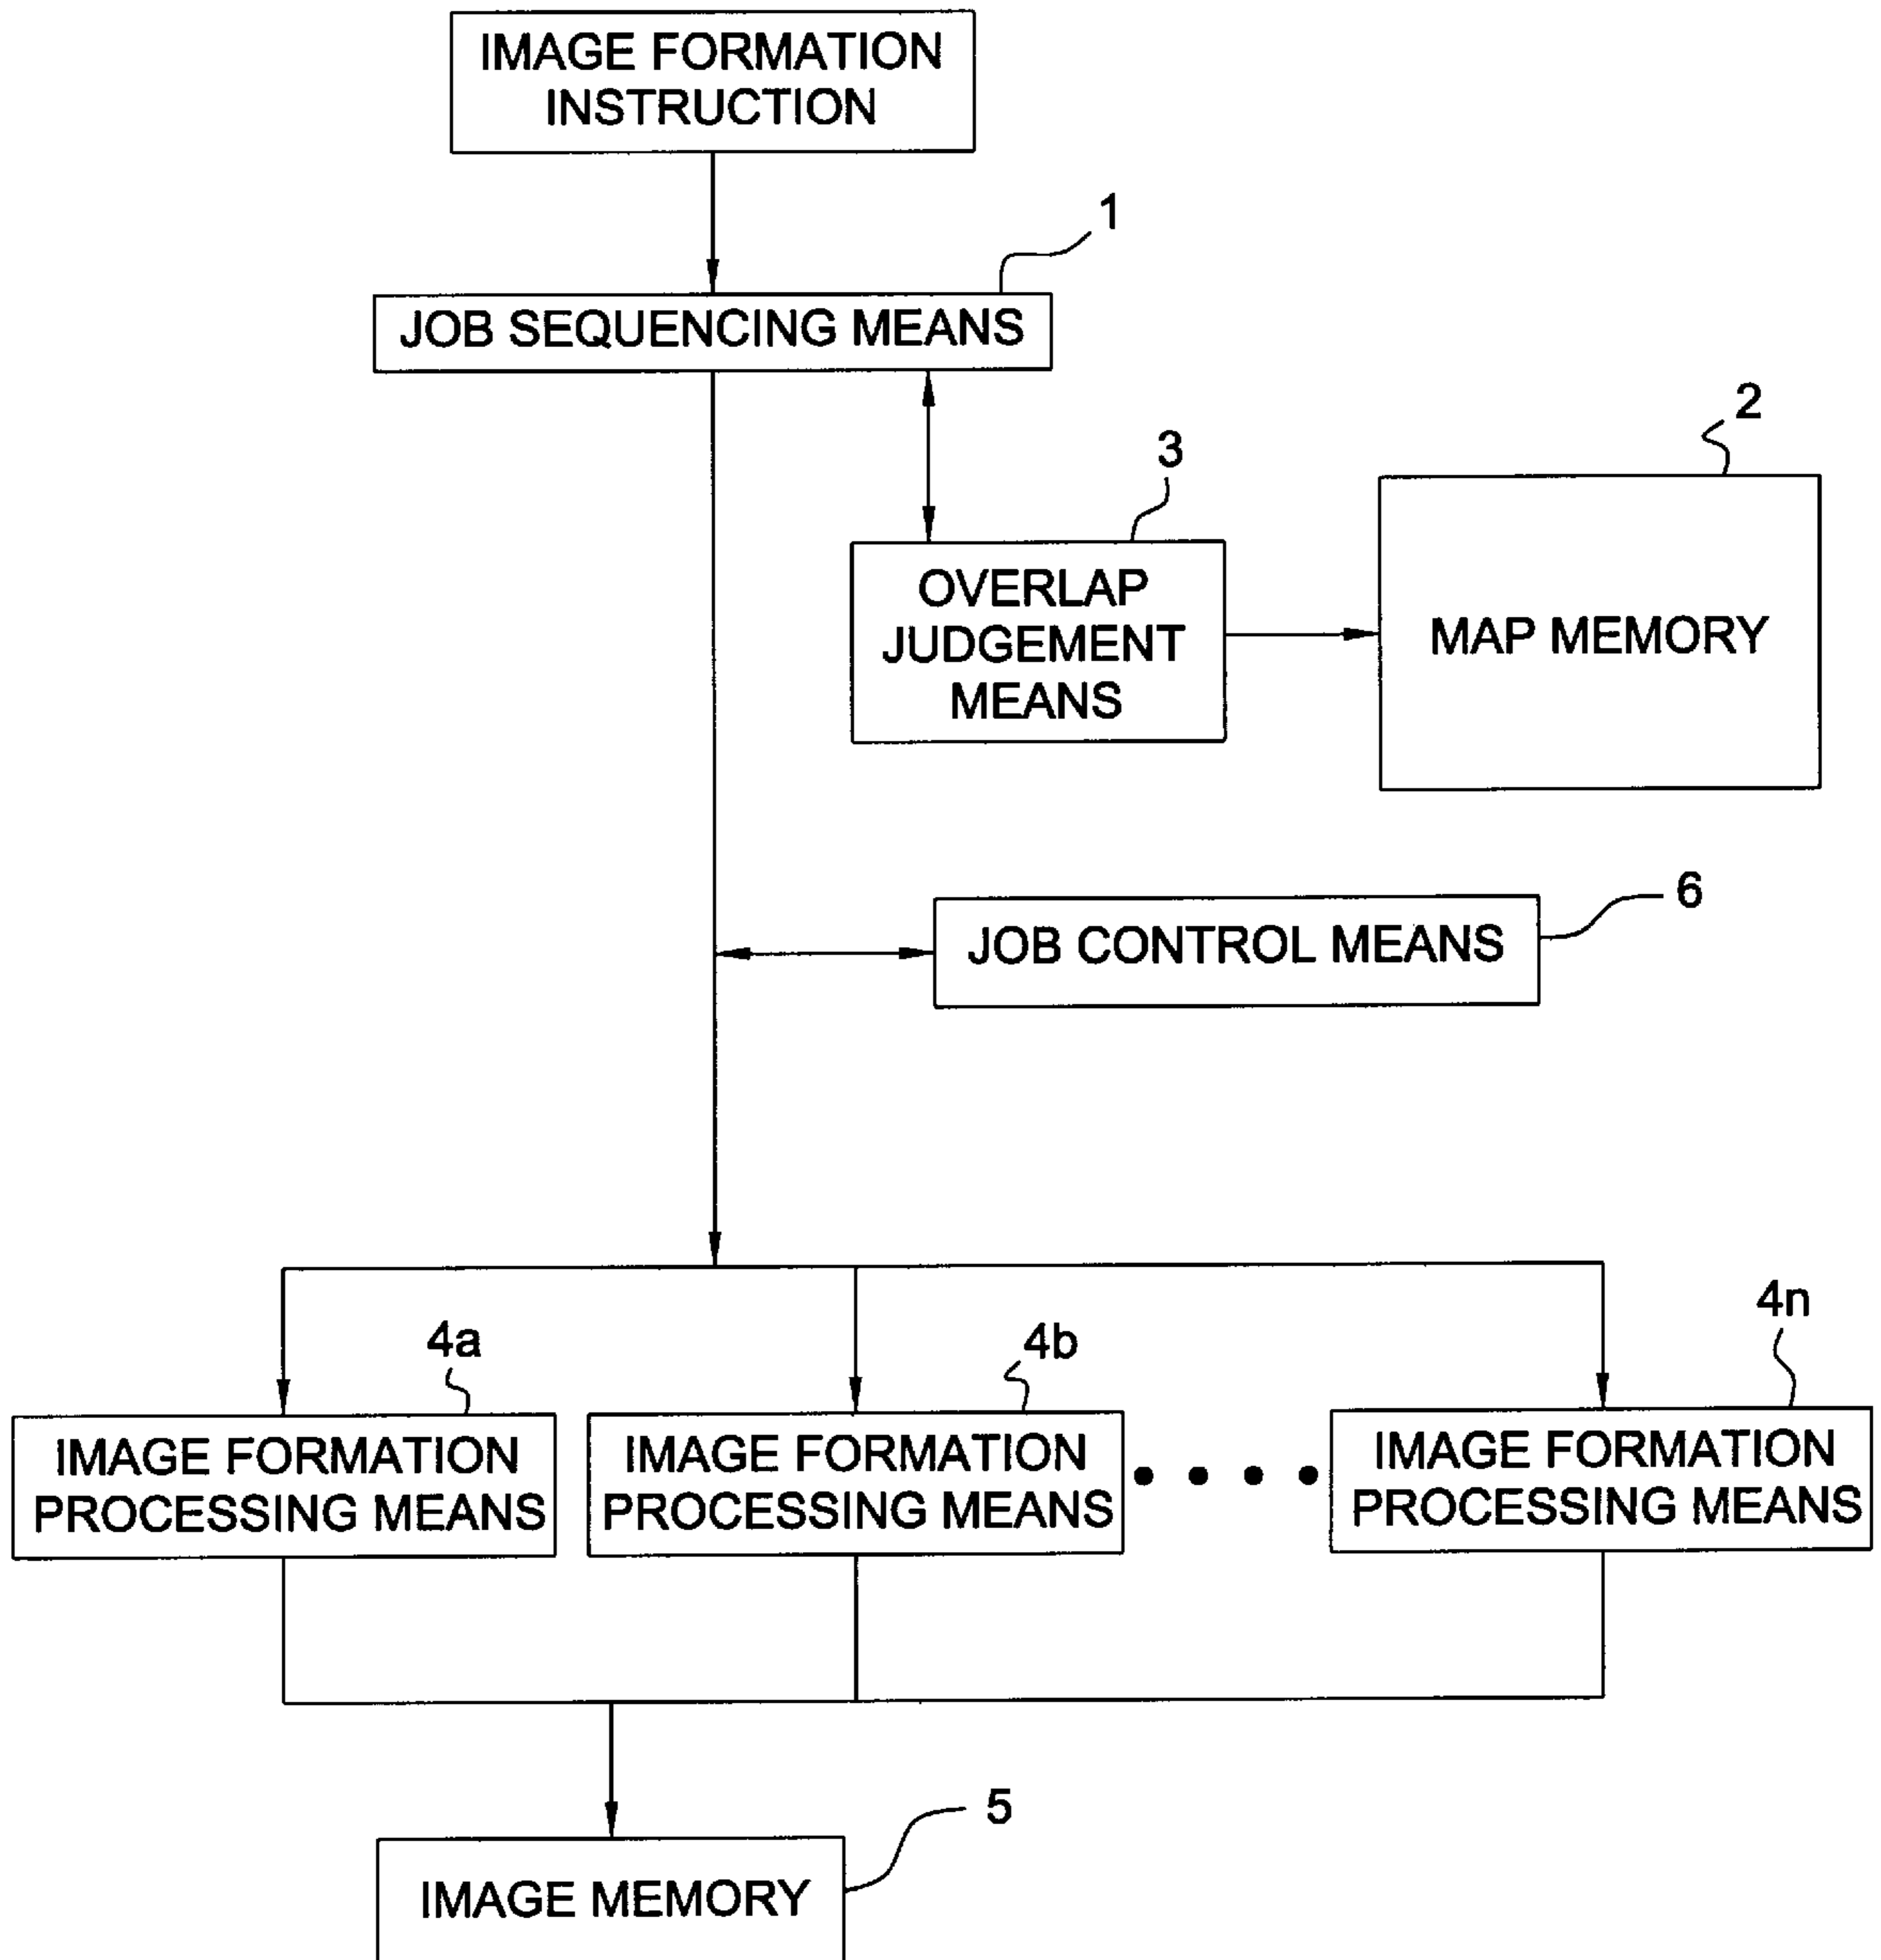 IMAGE FORMATION
INSTRUCTION
1
JOB SEQUENCING MEANS
2
3
OVERLAP
JUDGEMENT
MEANS
MAP MEMORY
6
JOB CONTROL MEANS
4a
4b
4n
IMAGE FORMATION
PROCESSING MEANS
IMAGE FORMATION
PROCESSING MEANS
IMAGE FORMATION
PROCESSING MEANS
5
IMAGE MEMORY